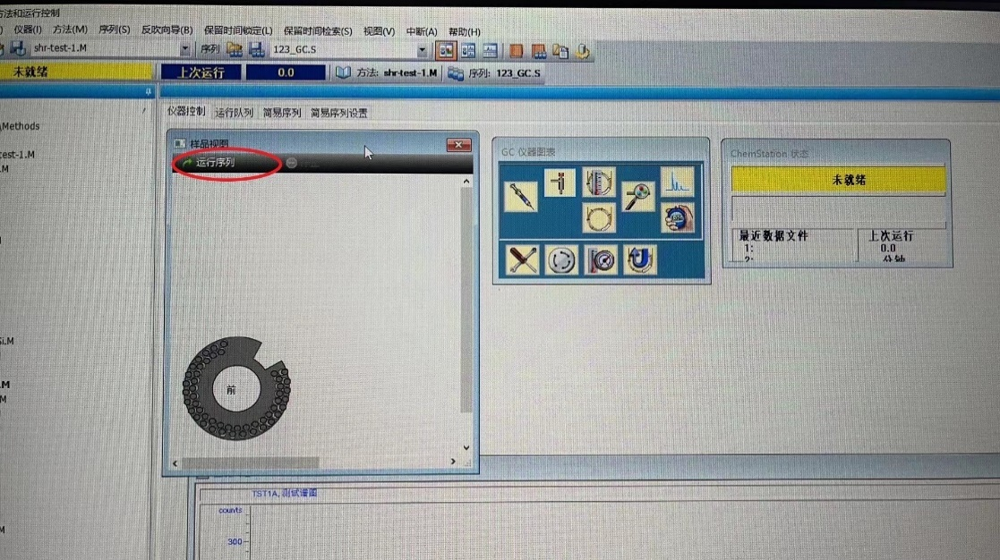 方法和运行控制
仪器(I) 方法(M) 序列(S) 反吹向导(B) 保留时间锁定(L) 保留时间检索(S) 视图(V) 中断(A) 帮助(H)
shr-test-1.M 序列 123_GC.S
未就绪 上次运行 0.0 方法: shr-test-1.M 序列: 123_GC.S
仪器控制 运行队列 简易序列 简易序列设置
\Methods
样品视图
GC 仪器图表
ChemStation 状态
est-1.M
运行序列
停止
.M
未就绪
最近数据文件 上次运行
1: 0.0
2: 分钟
Si.M
.M
前
M
TST1A, 测试谱图
counts
300
M